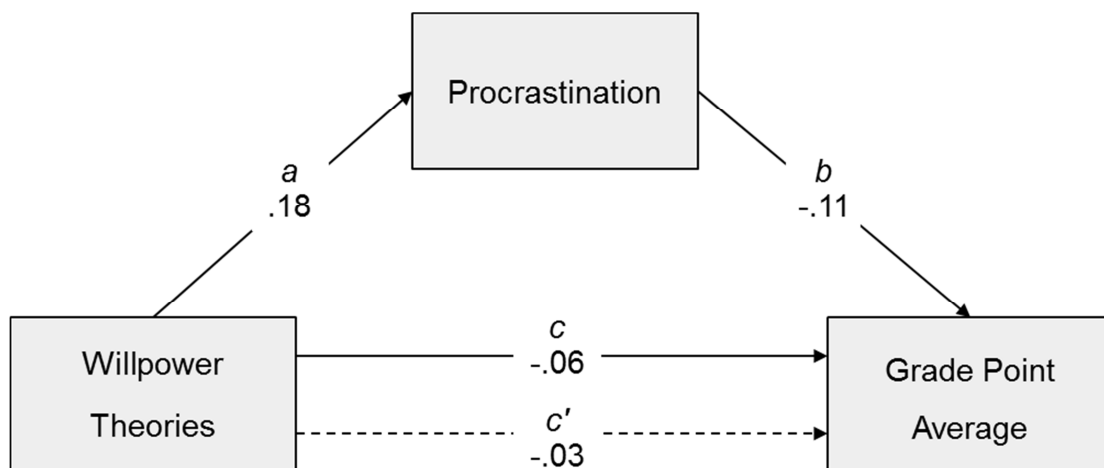 Procrastination
a
.18
b
-.11
Willpower
Theories
c
-.06
c'
-.03
Grade Point
Average